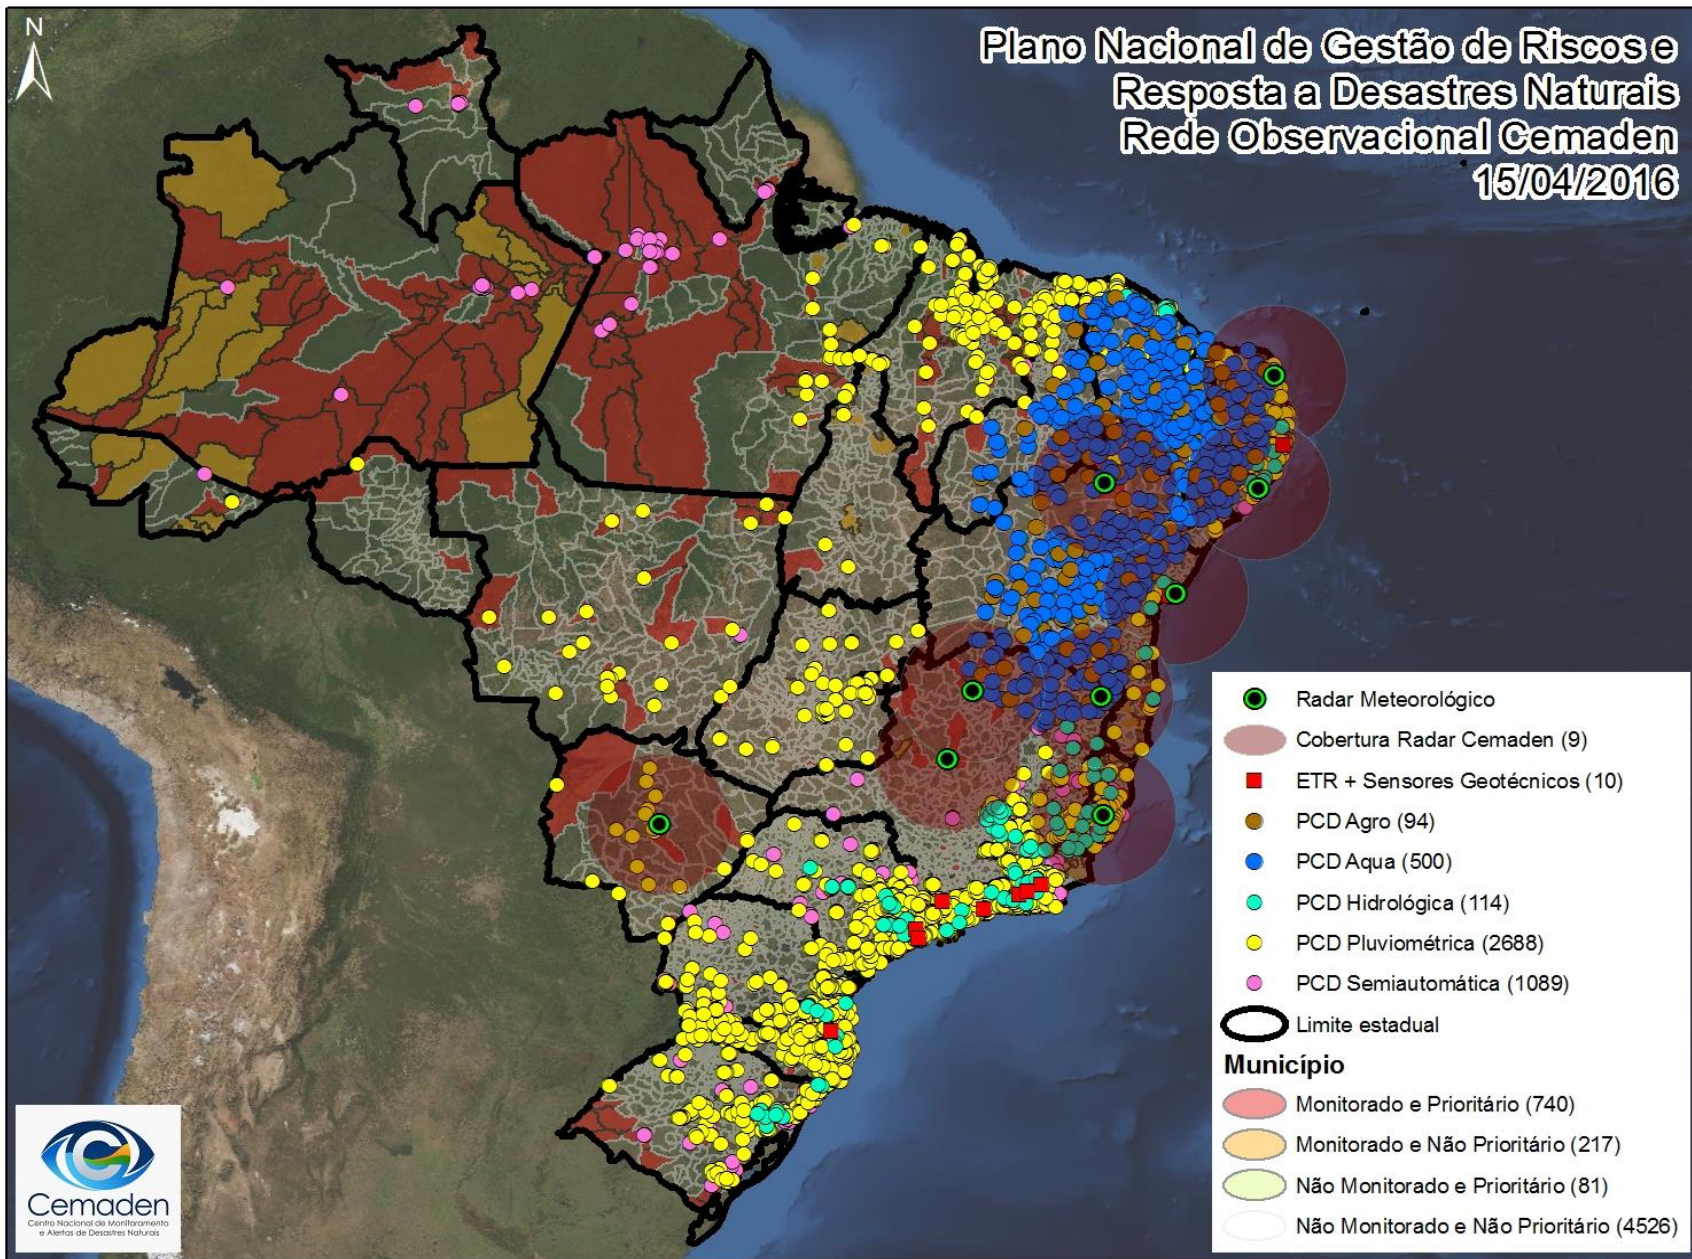 N
Plano Nacional de Gestão de Riscos e
Resposta a Desastres Naturais
Rede Observacional Cemaden
15/04/2016
Radar Meteorológico
Cobertura Radar Cemaden (9)
ETR + Sensores Geotécnicos (10)
PCD Agro (94)
PCD Aqua (500)
PCD Hidrológica (114)
PCD Pluviométrica (2688)
PCD Semiautomática (1089)
Limite estadual
Município
Monitorado e Prioritário (740)
Monitorado e Não Prioritário (217)
Não Monitorado e Prioritário (81)
Não Monitorado e Não Prioritário (4526)
Cemaden
Centro Nacional de Monitoramento
e Alertas de Desastres Naturais